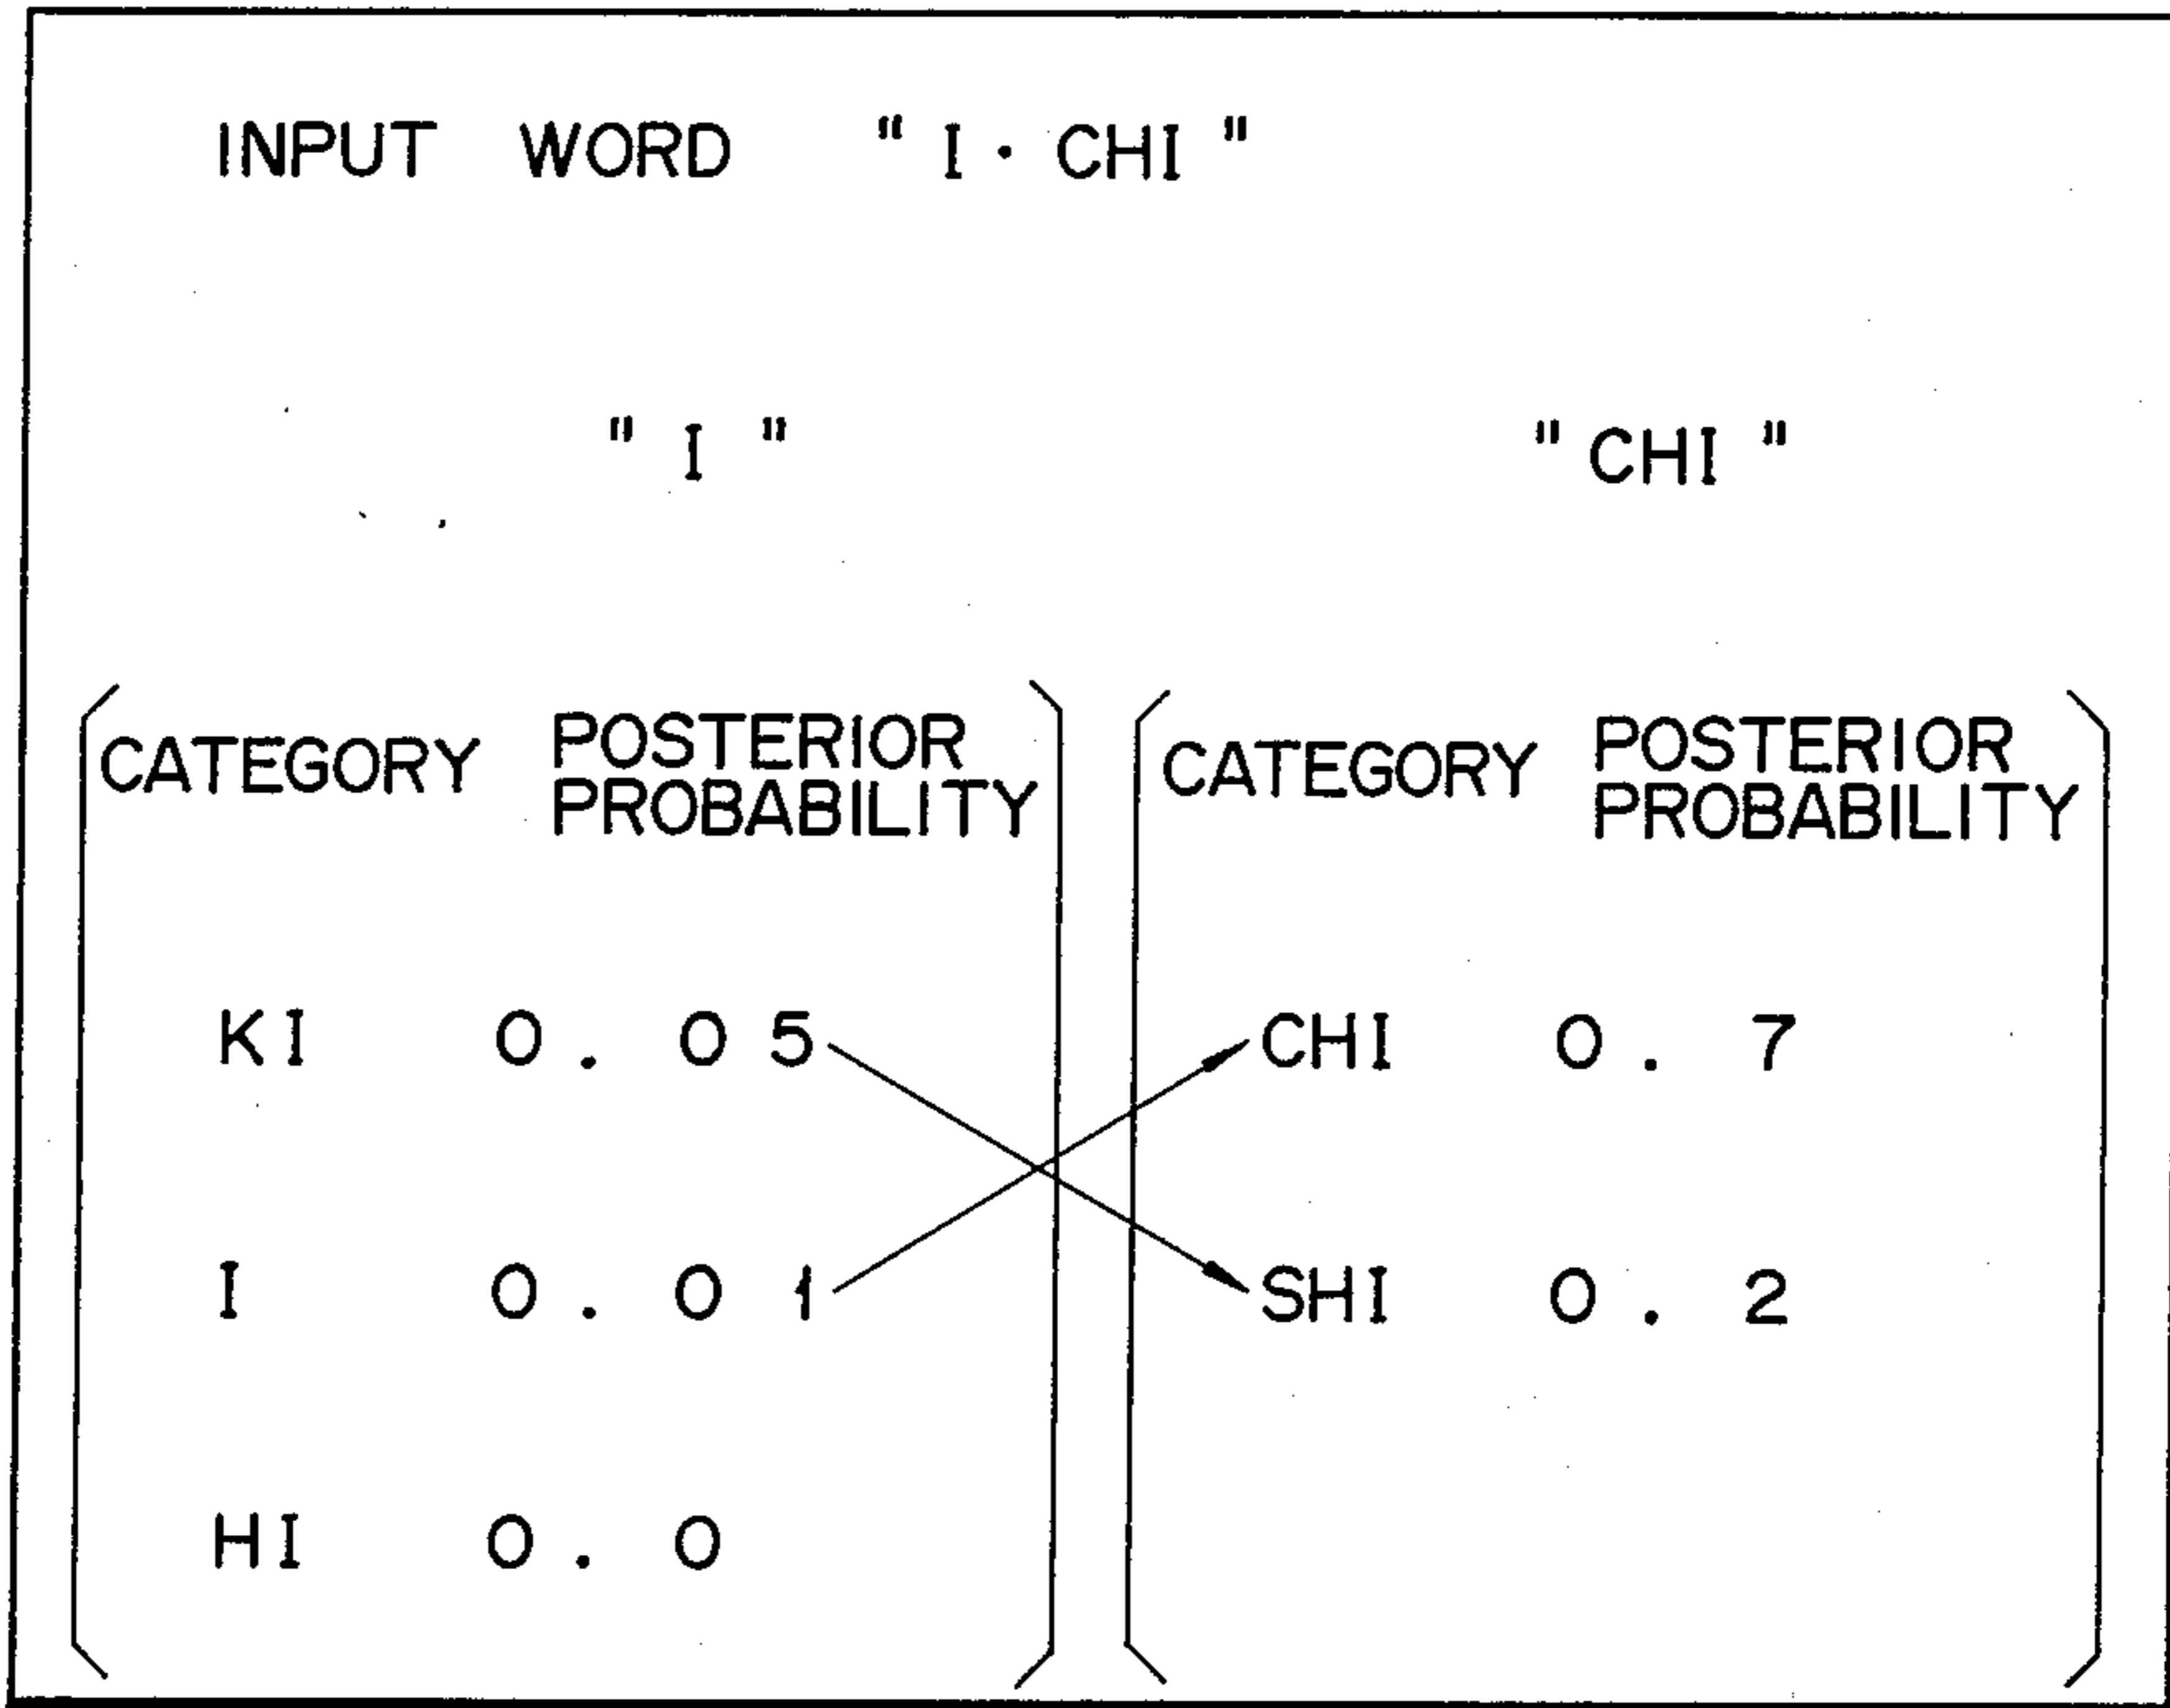 INPUT WORD " I · CHI "
" I " " CHI "
CATEGORY POSTERIOR PROBABILITY CATEGORY POSTERIOR PROBABILITY
KI 0.05 CHI 0.7
I 0.01 SHI 0.2
HI 0.0